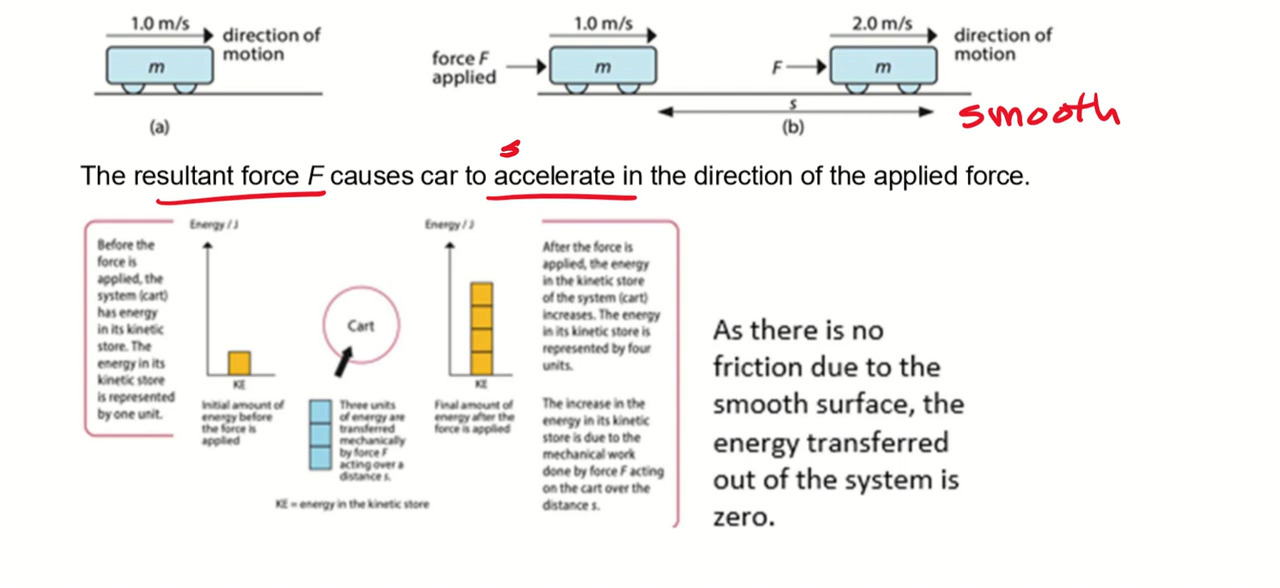 1.0 m/s
direction of
motion
m
(a)
force F
applied
1.0 m/s
m
F
2.0 m/s
m
direction of
motion
s
(b)
smooth
s
The resultant force F causes car to accelerate in the direction of the applied force.
Before the
force is
applied, the
system (cart)
has energy
in its kinetic
store. The
energy in its
kinetic store
is represented
by one unit.
Energy / J
KE
Initial amount of
energy before
the force is
applied
Cart
Three units
of energy are
transferred
mechanically
by force F
acting over a
distance s.
Energy / J
KE
Final amount of
energy after the
force is applied
KE = energy in the kinetic store
After the force is
applied, the energy
in the kinetic store
of the system (cart)
increases. The energy
in its kinetic store is
represented by four
units.
The increase in the
energy in its kinetic
store is due to the
mechanical work
done by force F acting
on the cart over the
distance s.
As there is no
friction due to the
smooth surface, the
energy transferred
out of the system is
zero.